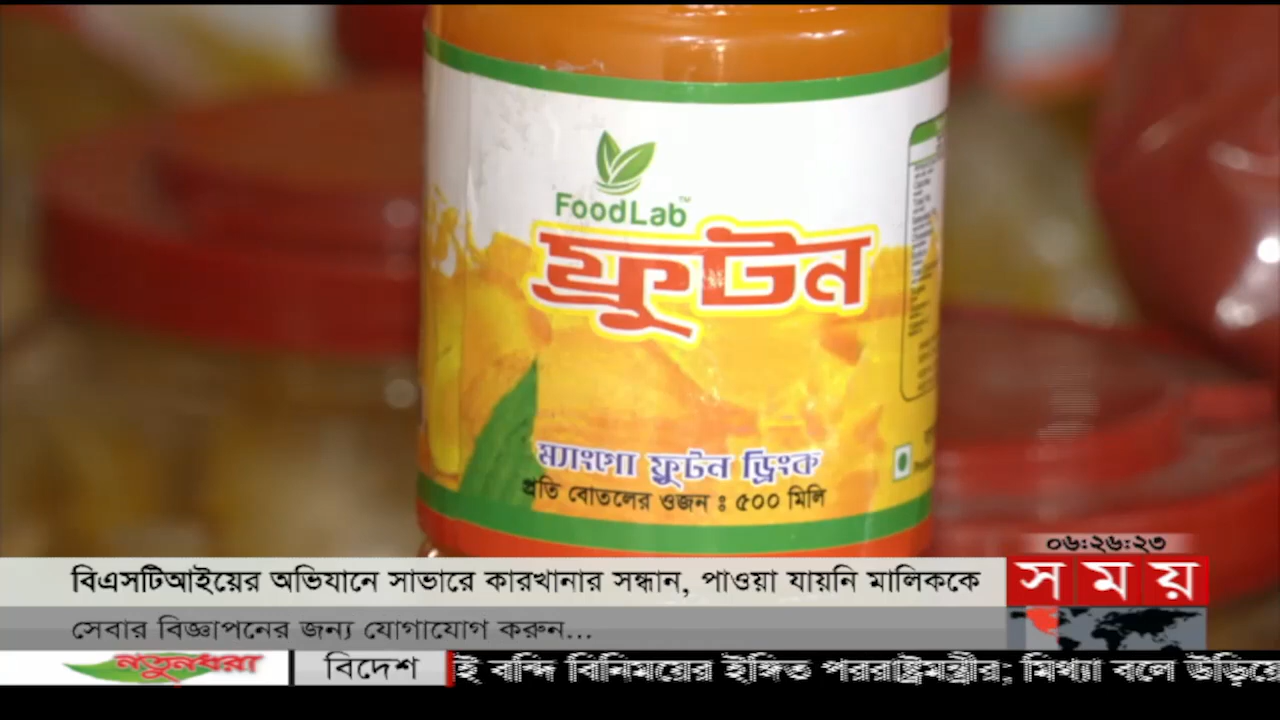 FoodLab™
ফ্রুটন
ম্যাংগো ফ্রুটন ড্রিংক
প্রতি বোতলের ওজন : ৫০০ মিলি
০৬:২৬:২৩
বিএসটিআইয়ের অভিযানে সাভারে কারখানার সন্ধান, পাওয়া যায়নি মালিককে
সময়
সেবার বিজ্ঞাপনের জন্য যোগাযোগ করুন...
নতুনধরা
বিদেশ
ই বন্দি বিনিময়ের ইঙ্গিত পররাষ্ট্রমন্ত্রীর; মিথ্যা বলে উড়িয়ে